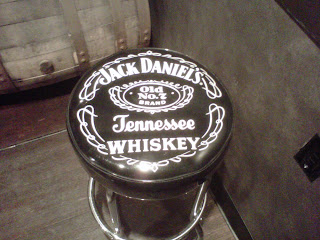 JACK DANIEL'S
Old
No. 7
BRAND
Tennessee
WHISKEY